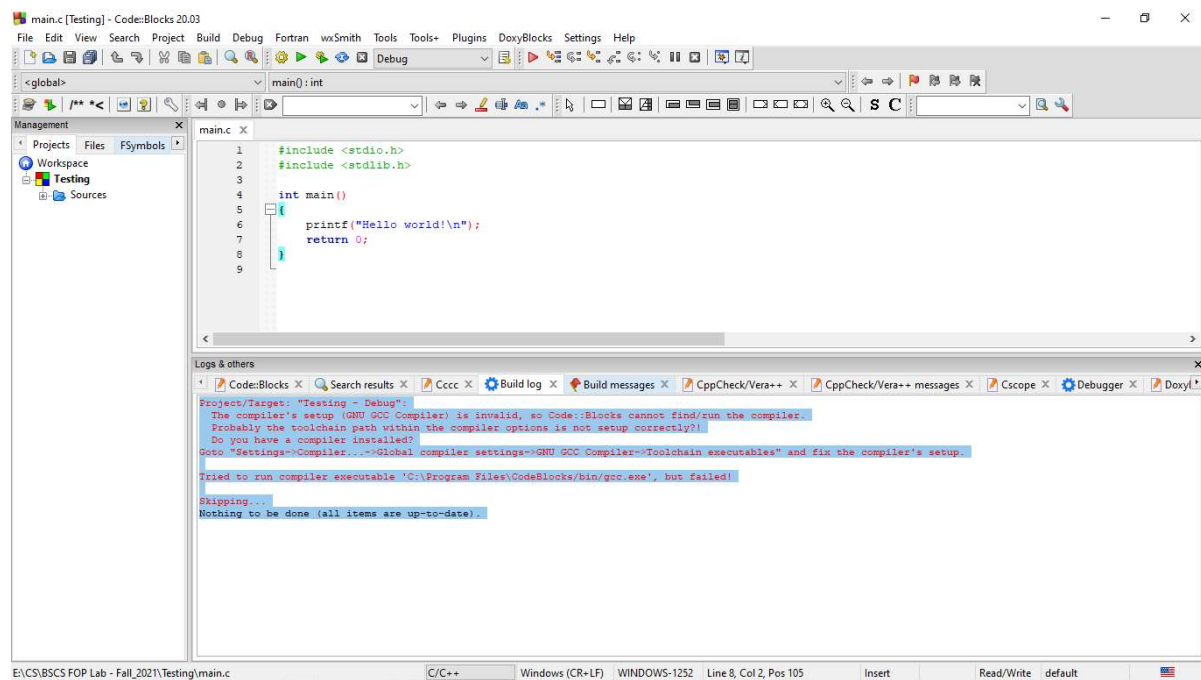 main.c [Testing] - Code::Blocks 20.03
File Edit View Search Project Build Debug Fortran wxSmith Tools Tools+ Plugins DoxyBlocks Settings Help
Debug
<global> main() : int
/** *<
S C
Management
Projects Files FSymbols
Workspace
Testing
Sources
main.c
1 #include <stdio.h>
2 #include <stdlib.h>
3
4 int main()
5 {
6 printf("Hello world!\n");
7 return 0;
8 }
9
Logs & others
Code::Blocks Search results Cccc Build log Build messages CppCheck/Vera++ CppCheck/Vera++ messages Cscope Debugger
Project/Target: "Testing - Debug":
The compiler's setup (GNU GCC Compiler) is invalid, so Code::Blocks cannot find/run the compiler.
Probably the toolchain path within the compiler options is not setup correctly?!
Do you have a compiler installed?
Goto "Settings->Compiler...->Global compiler settings->GNU GCC Compiler->Toolchain executables" and fix the compiler's setup.
Tried to run compiler executable 'C:\Program Files\CodeBlocks/bin/gcc.exe', but failed!
Skipping...
Nothing to be done (all items are up-to-date).
E:\CS\BSCS FOP Lab - Fall_2021\Testing\main.c C/C++ Windows (CR+LF) WINDOWS-1252 Line 8, Col 2, Pos 105 Insert Read/Write default